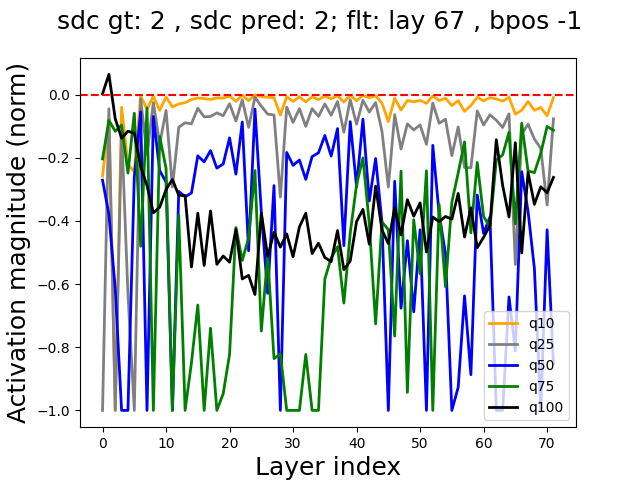 sdc gt: 2 , sdc pred: 2; flt: lay 67 , bpos -1
Activation magnitude (norm)
0.0
−0.2
−0.4
−0.6
−0.8
−1.0
q10
q25
q50
q75
q100
0 10 20 30 40 50 60 70
Layer index